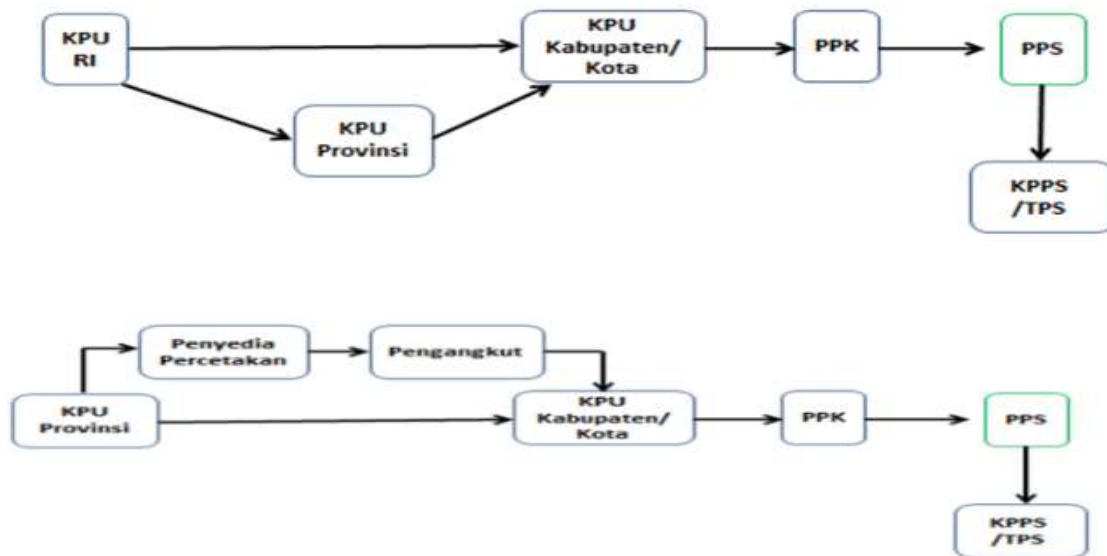 KPU
RI
KPU
Kabupaten/
Kota
PPK
PPS
KPU
Provinsi
KPPS
/TPS
Penyedia
Percetakan
Pengangkut
KPU
Provinsi
KPU
Kabupaten/
Kota
PPK
PPS
KPPS
/TPS